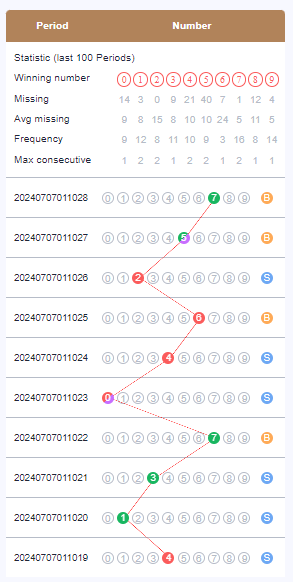 Period Number
Statistic (last 100 Periods)
Winning number 0 1 2 3 4 5 6 7 8 9
Missing 14 3 0 9 21 40 7 1 12 4
Avg missing 9 8 15 8 10 10 24 5 11 5
Frequency 9 12 8 11 10 9 3 16 8 14
Max consecutive 1 2 2 1 2 2 1 2 1 1
20240707011028 0 1 2 3 4 5 6 7 8 9 B
20240707011027 0 1 2 3 4 5 6 7 8 9 B
20240707011026 0 1 2 3 4 5 6 7 8 9 S
20240707011025 0 1 2 3 4 5 6 7 8 9 B
20240707011024 0 1 2 3 4 5 6 7 8 9 S
20240707011023 0 1 2 3 4 5 6 7 8 9 S
20240707011022 0 1 2 3 4 5 6 7 8 9 B
20240707011021 0 1 2 3 4 5 6 7 8 9 S
20240707011020 0 1 2 3 4 5 6 7 8 9 S
20240707011019 0 1 2 3 4 5 6 7 8 9 S